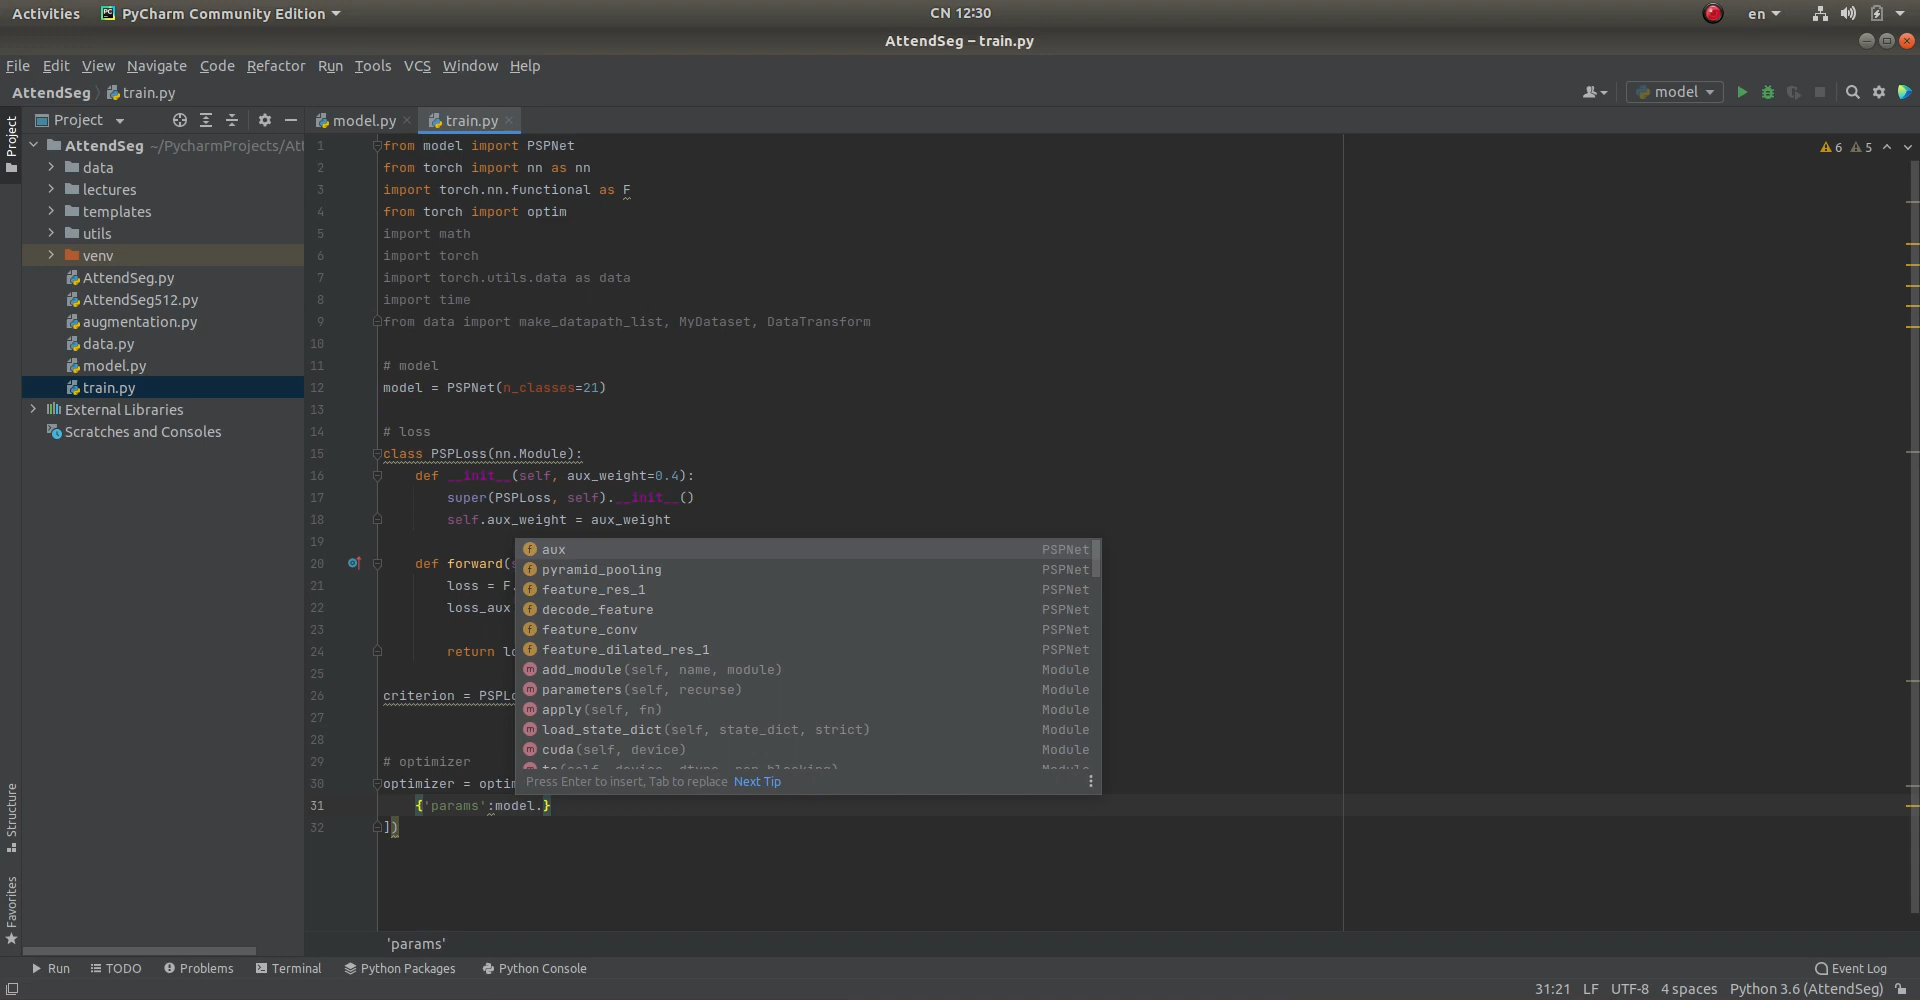 Activities PyCharm Community Edition CN 12:30 en
AttendSeg – train.py
File Edit View Navigate Code Refactor Run Tools VCS Window Help
AttendSeg train.py model
Project model.py train.py
Project
AttendSeg ~/PycharmProjects/Att
data
lectures
templates
utils
venv
AttendSeg.py
AttendSeg512.py
augmentation.py
data.py
model.py
train.py
External Libraries
Scratches and Consoles
6 5
1 from model import PSPNet
2 from torch import nn as nn
3 import torch.nn.functional as F
4 from torch import optim
5 import math
6 import torch
7 import torch.utils.data as data
8 import time
9 from data import make_datapath_list, MyDataset, DataTransform
10
11 # model
12 model = PSPNet(n_classes=21)
13
14 # loss
15 class PSPLoss(nn.Module):
16 def __init__(self, aux_weight=0.4):
17 super(PSPLoss, self).__init__()
18 self.aux_weight = aux_weight
19
20 def forward(
21 loss = F.
22 loss_aux
23
24 return lo
25
26 criterion = PSPLo
27
28
29 # optimizer
30 optimizer = optim
31 {'params':model.}
32 ])
aux PSPNet
pyramid_pooling PSPNet
feature_res_1 PSPNet
decode_feature PSPNet
feature_conv PSPNet
feature_dilated_res_1 PSPNet
add_module(self, name, module) Module
parameters(self, recurse) Module
apply(self, fn) Module
load_state_dict(self, state_dict, strict) Module
cuda(self, device) Module
Press Enter to insert, Tab to replace Next Tip
Structure
Favorites
'params'
Run TODO Problems Terminal Python Packages Python Console Event Log
31:21 LF UTF-8 4 spaces Python 3.6 (AttendSeg)